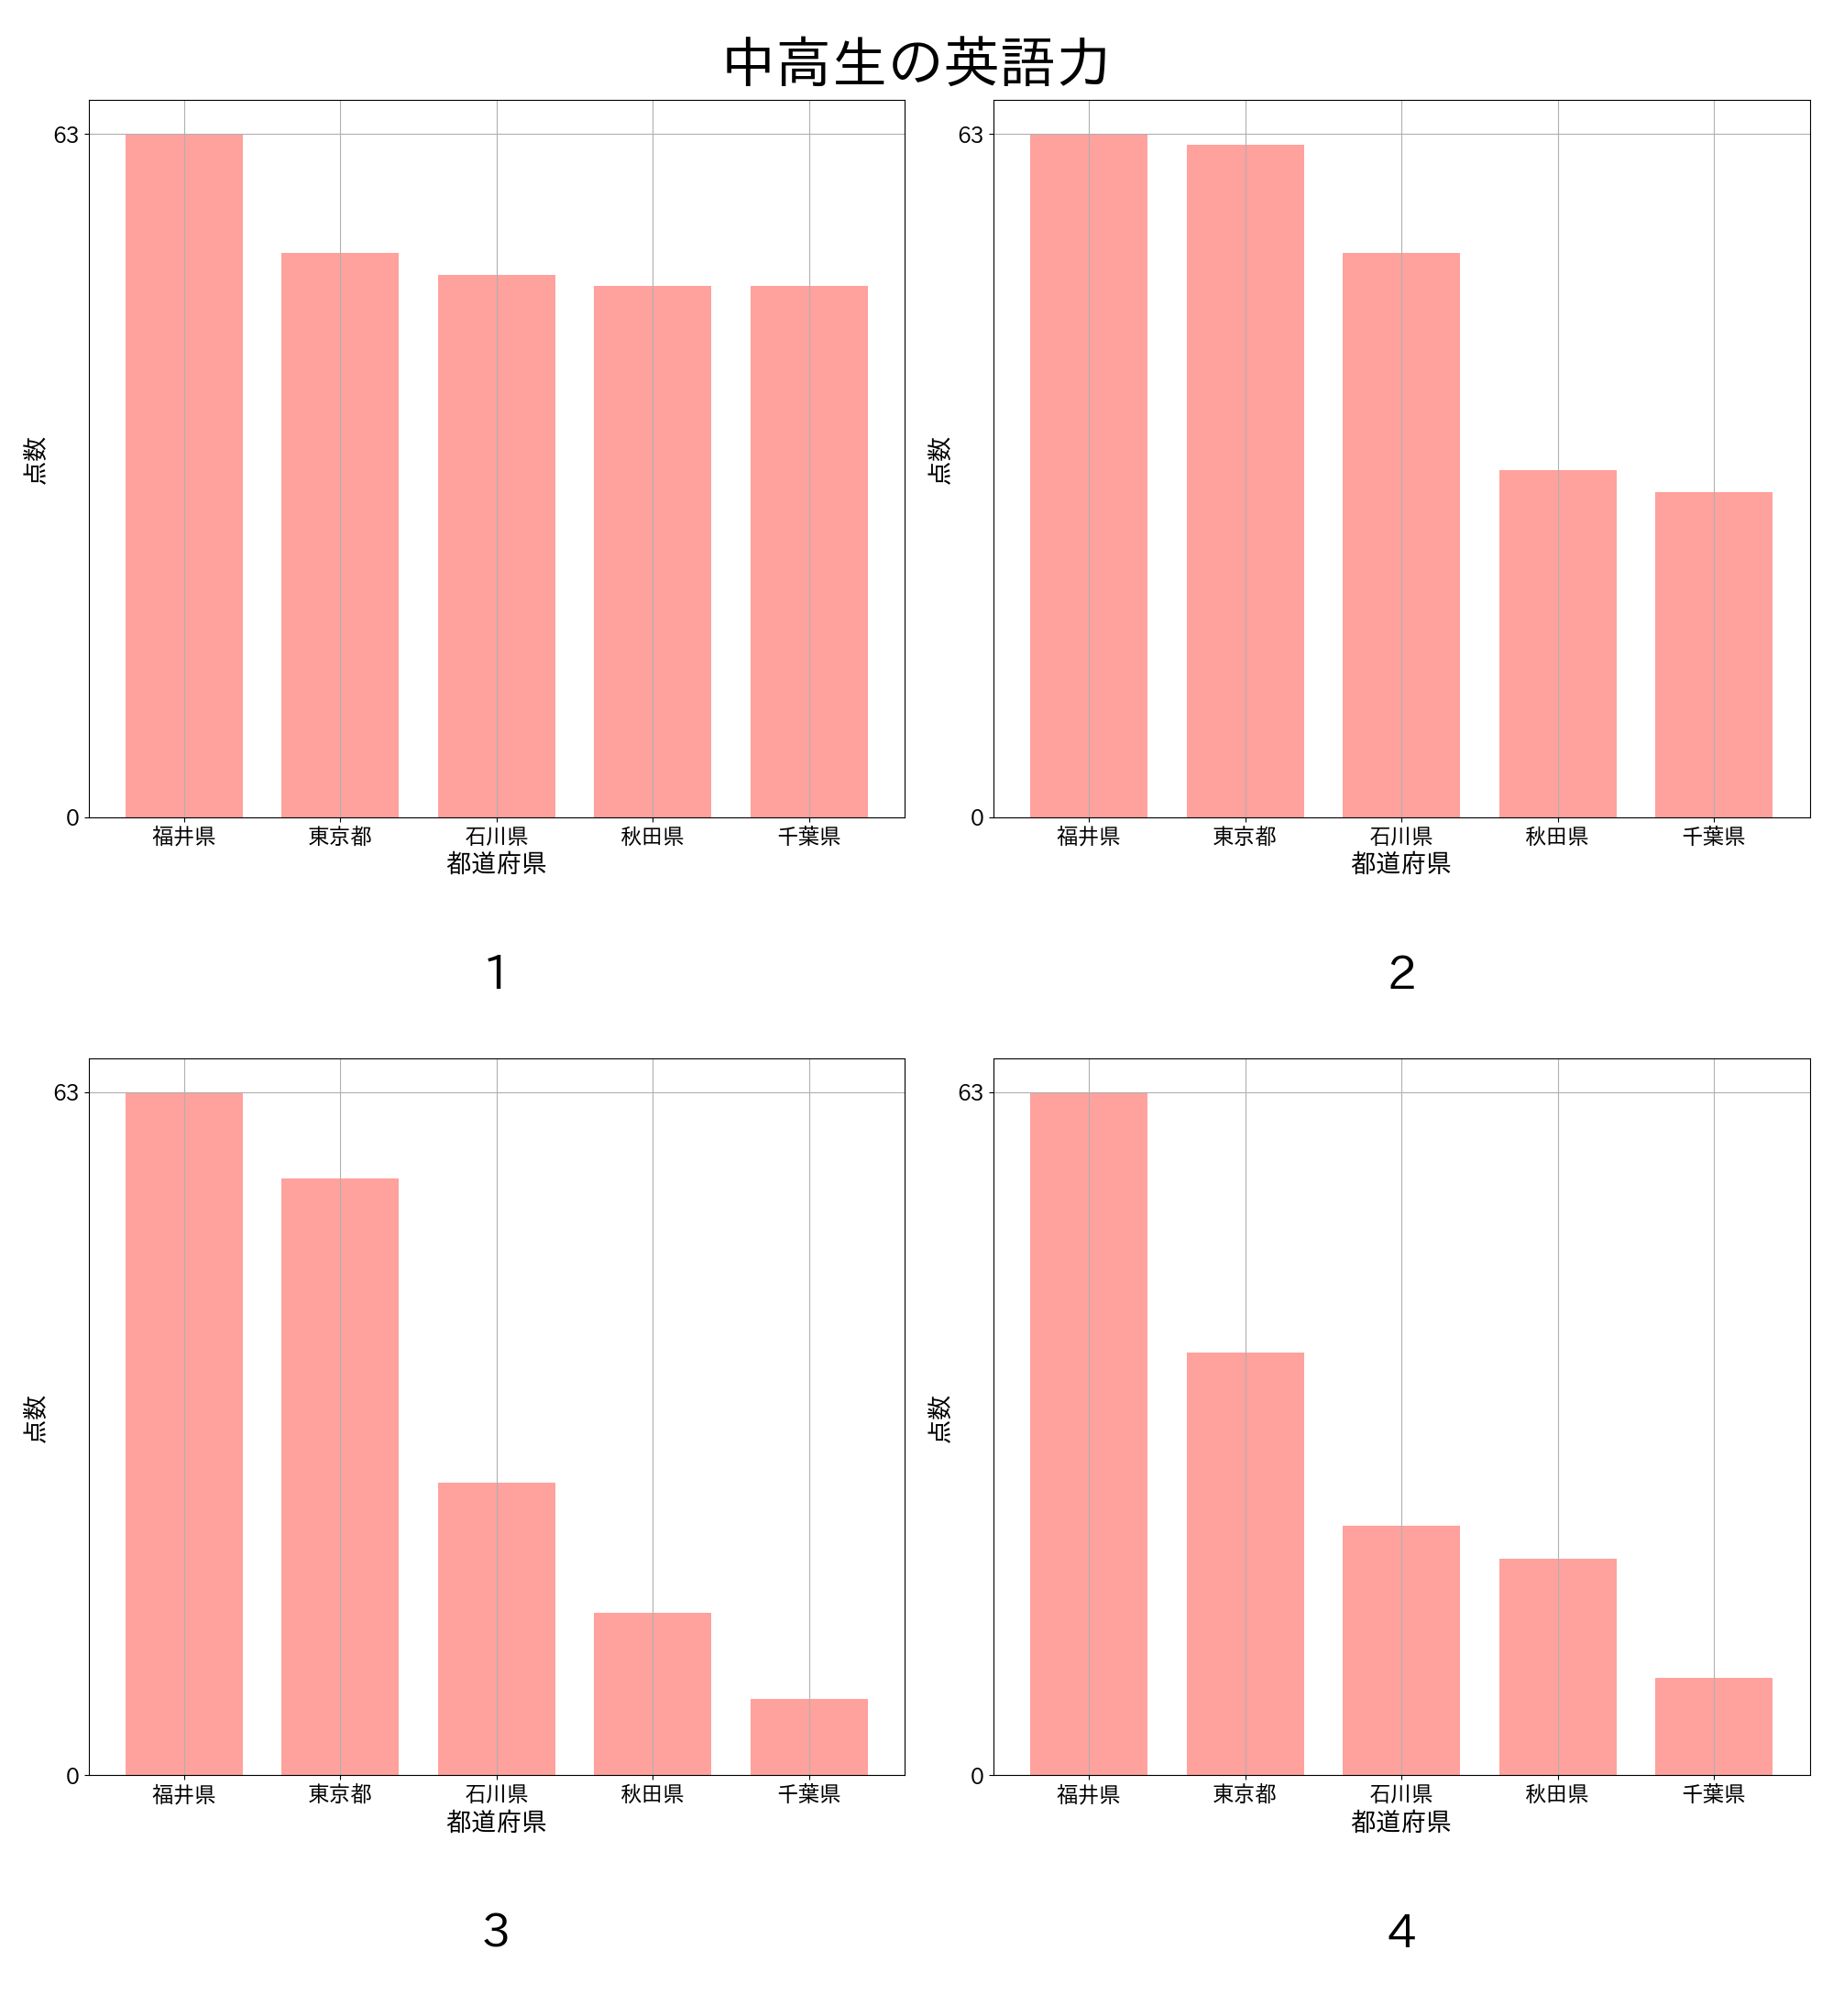 中高生の英語力
63
0
点数
福井県 東京都 石川県 秋田県 千葉県
都道府県
1
63
0
点数
福井県 東京都 石川県 秋田県 千葉県
都道府県
2
63
0
点数
福井県 東京都 石川県 秋田県 千葉県
都道府県
3
63
0
点数
福井県 東京都 石川県 秋田県 千葉県
都道府県
4